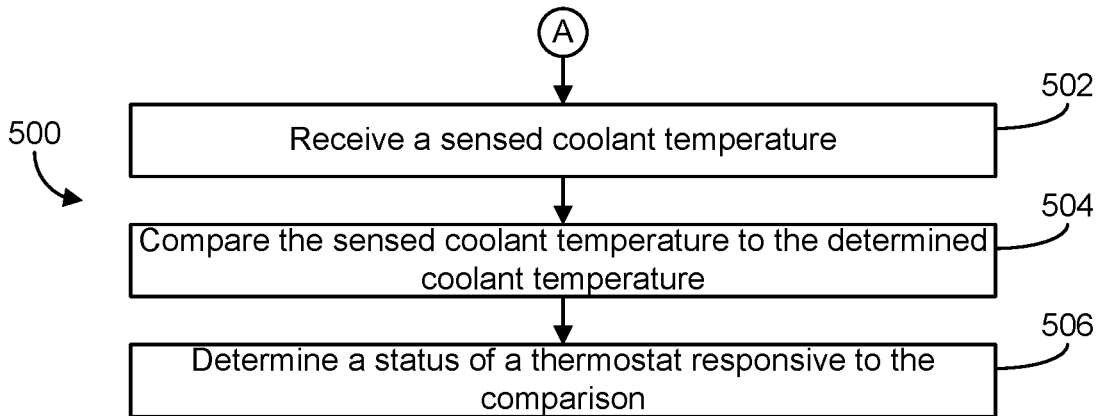 A
502
Receive a sensed coolant temperature
500
504
Compare the sensed coolant temperature to the determined
coolant temperature
506
Determine a status of a thermostat responsive to the
comparison